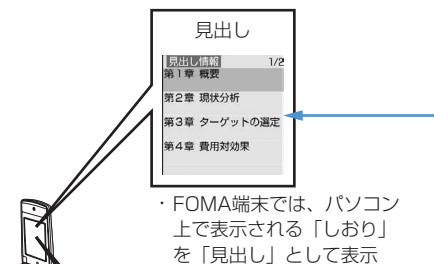 見出し
見出し情報 1/2
第1章 概要
第2章 現状分析
第3章 ターゲットの選定
第4章 費用対効果
・FOMA端末では、パソコン
上で表示される「しおり」
を「見出し」として表示